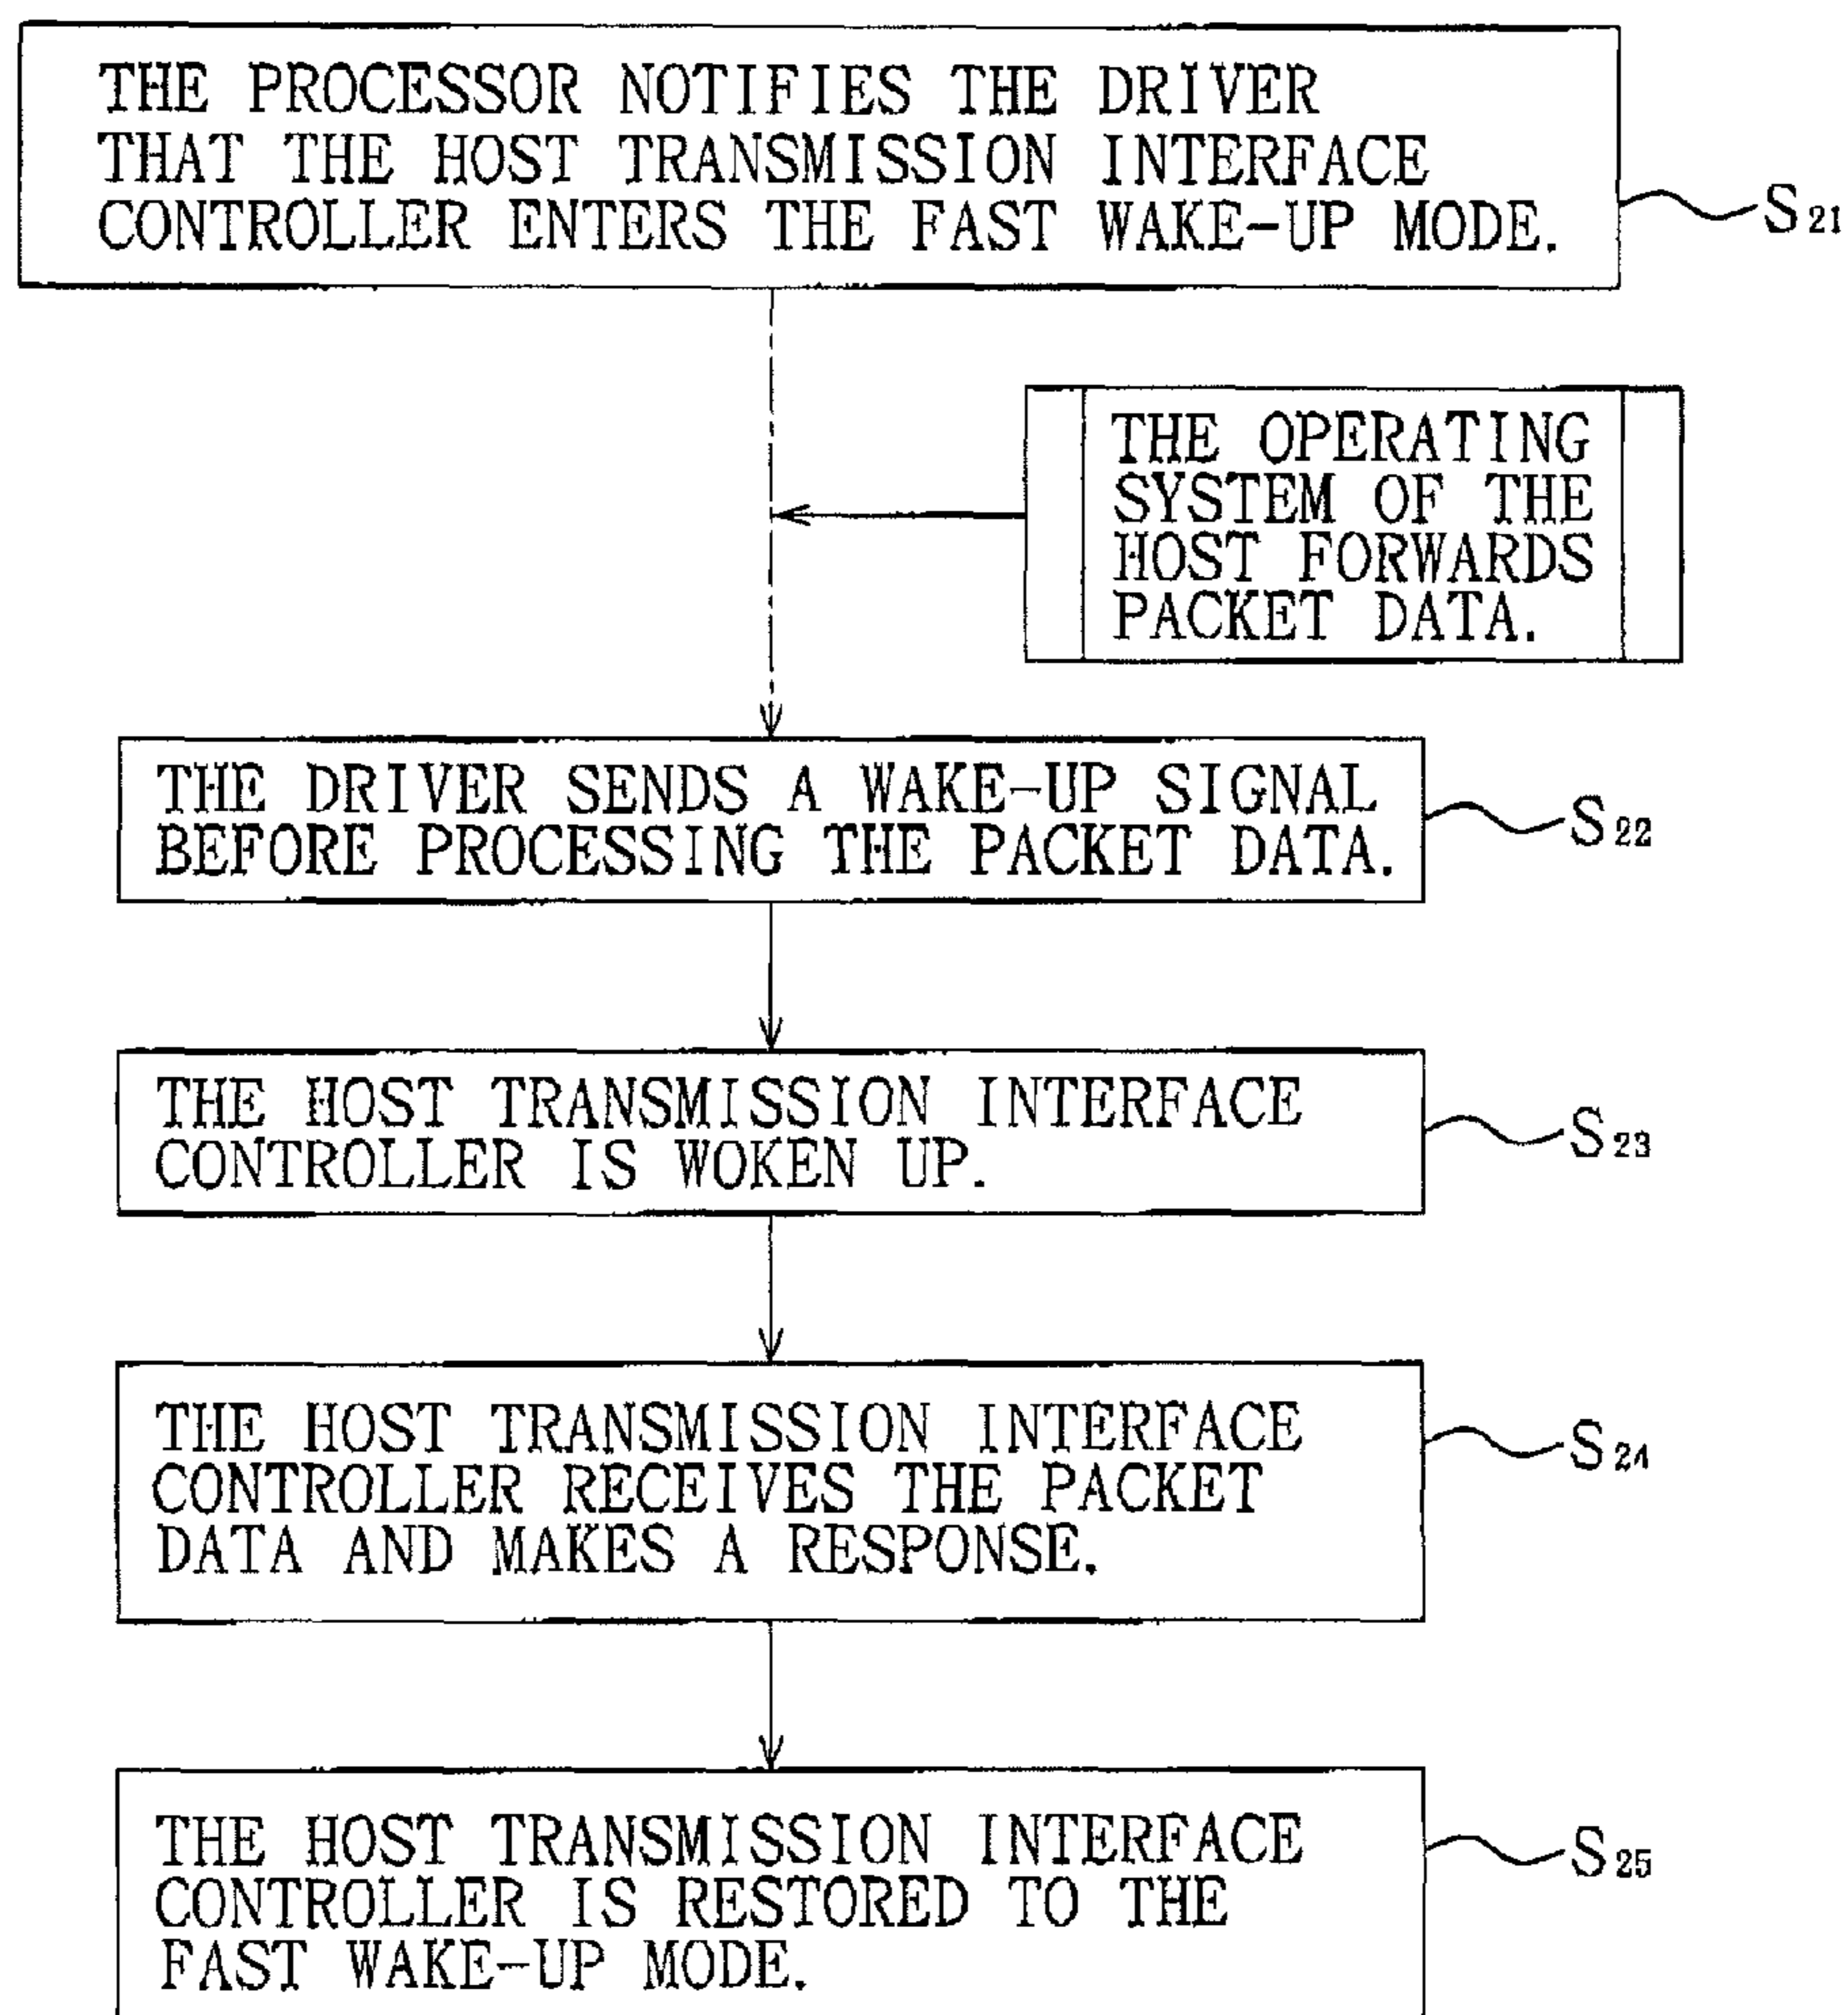 THE PROCESSOR NOTIFIES THE DRIVER
THAT THE HOST TRANSMISSION INTERFACE
CONTROLLER ENTERS THE FAST WAKE-UP MODE.
S21
THE OPERATING
SYSTEM OF THE
HOST FORWARDS
PACKET DATA.
THE DRIVER SENDS A WAKE-UP SIGNAL
BEFORE PROCESSING THE PACKET DATA.
S22
THE HOST TRANSMISSION INTERFACE
CONTROLLER IS WOKEN UP.
S23
THE HOST TRANSMISSION INTERFACE
CONTROLLER RECEIVES THE PACKET
DATA AND MAKES A RESPONSE.
S24
THE HOST TRANSMISSION INTERFACE
CONTROLLER IS RESTORED TO THE
FAST WAKE-UP MODE.
S25